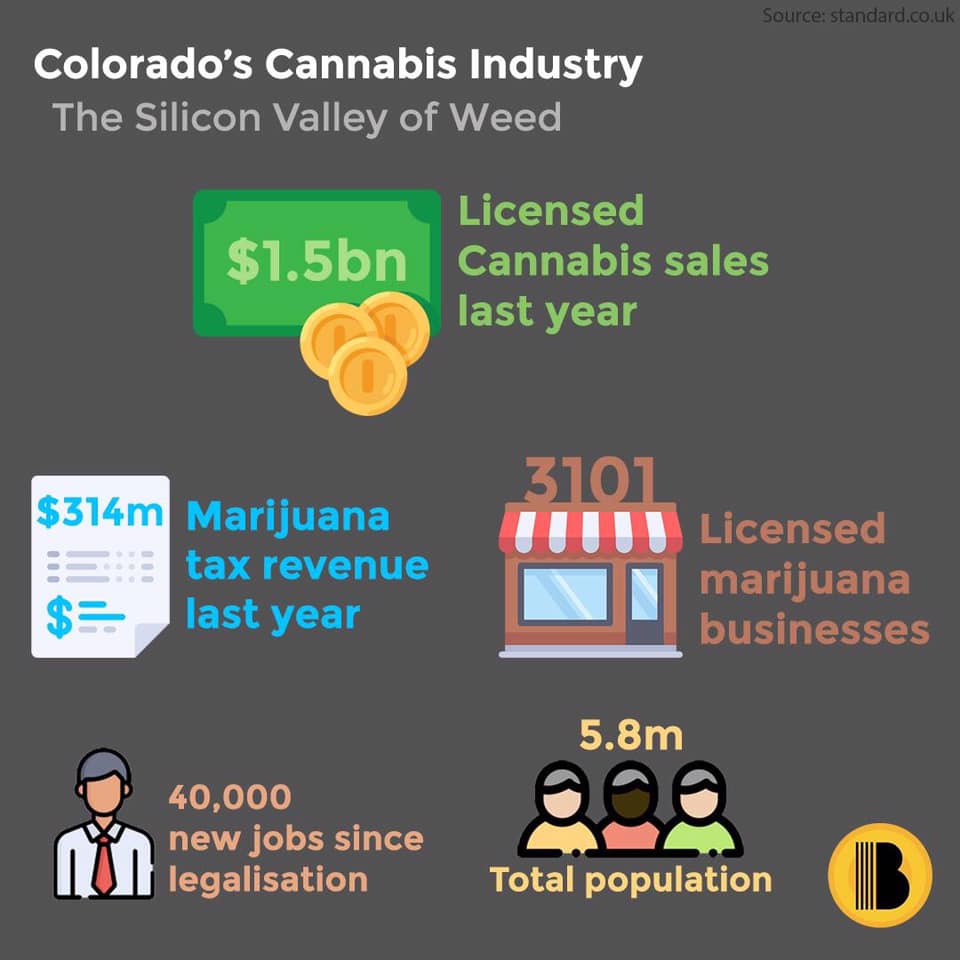 Source: standard.co.uk
Colorado’s Cannabis Industry
The Silicon Valley of Weed
$1.5bn
Licensed
Cannabis sales
last year
$314m
$
Marijuana
tax revenue
last year
3101
Licensed
marijuana
businesses
40,000
new jobs since
legalisation
5.8m
Total population
B